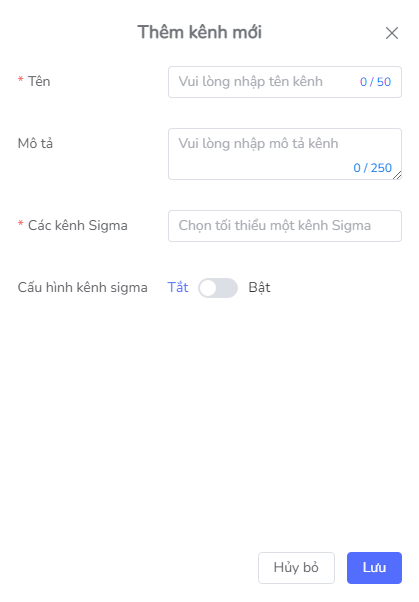 Thêm kênh mới
* Tên
Vui lòng nhập tên kênh
0 / 50
Mô tả
Vui lòng nhập mô tả kênh
0 / 250
* Các kênh Sigma
Chọn tối thiểu một kênh Sigma
Cấu hình kênh sigma
Tắt
Bật
Hủy bỏ
Lưu